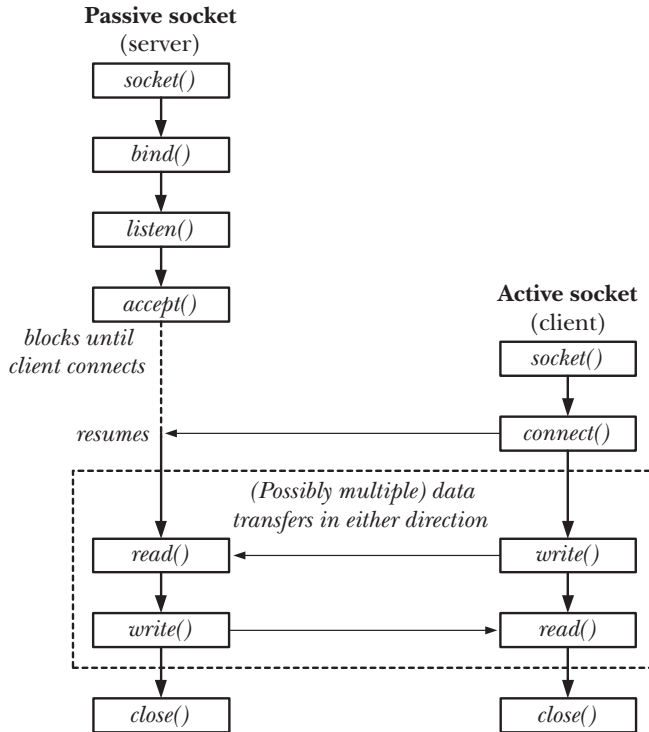 Passive socket
(server)
socket()
bind()
listen()
accept()
blocks until
client connects
resumes
Active socket
(client)
socket()
connect()
(Possibly multiple) data
transfers in either direction
read()
write()
write()
read()
close()
close()